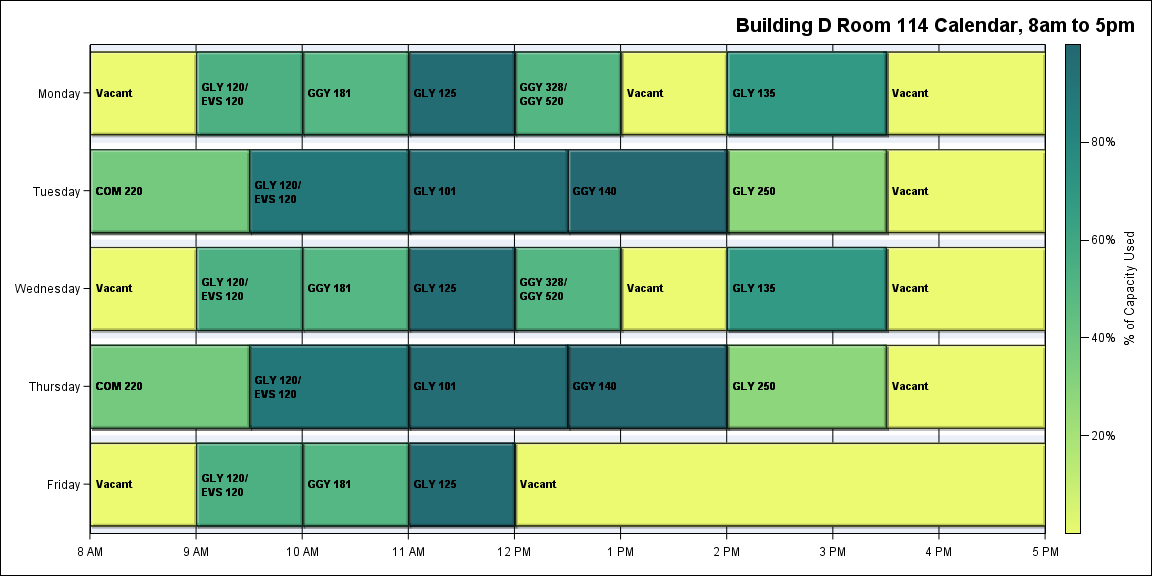 Building D Room 114 Calendar, 8am to 5pm
Monday
Vacant
GLY 120/
EVS 120
GGY 181
GLY 125
GGY 328/
GGY 520
Vacant
GLY 135
Vacant
Tuesday
COM 220
GLY 120/
EVS 120
GLY 101
GGY 140
GLY 250
Vacant
Wednesday
Vacant
GLY 120/
EVS 120
GGY 181
GLY 125
GGY 328/
GGY 520
Vacant
GLY 135
Vacant
Thursday
COM 220
GLY 120/
EVS 120
GLY 101
GGY 140
GLY 250
Vacant
Friday
Vacant
GLY 120/
EVS 120
GGY 181
GLY 125
Vacant
8 AM
9 AM
10 AM
11 AM
12 PM
1 PM
2 PM
3 PM
4 PM
5 PM
80%
60%
40%
20%
% of Capacity Used